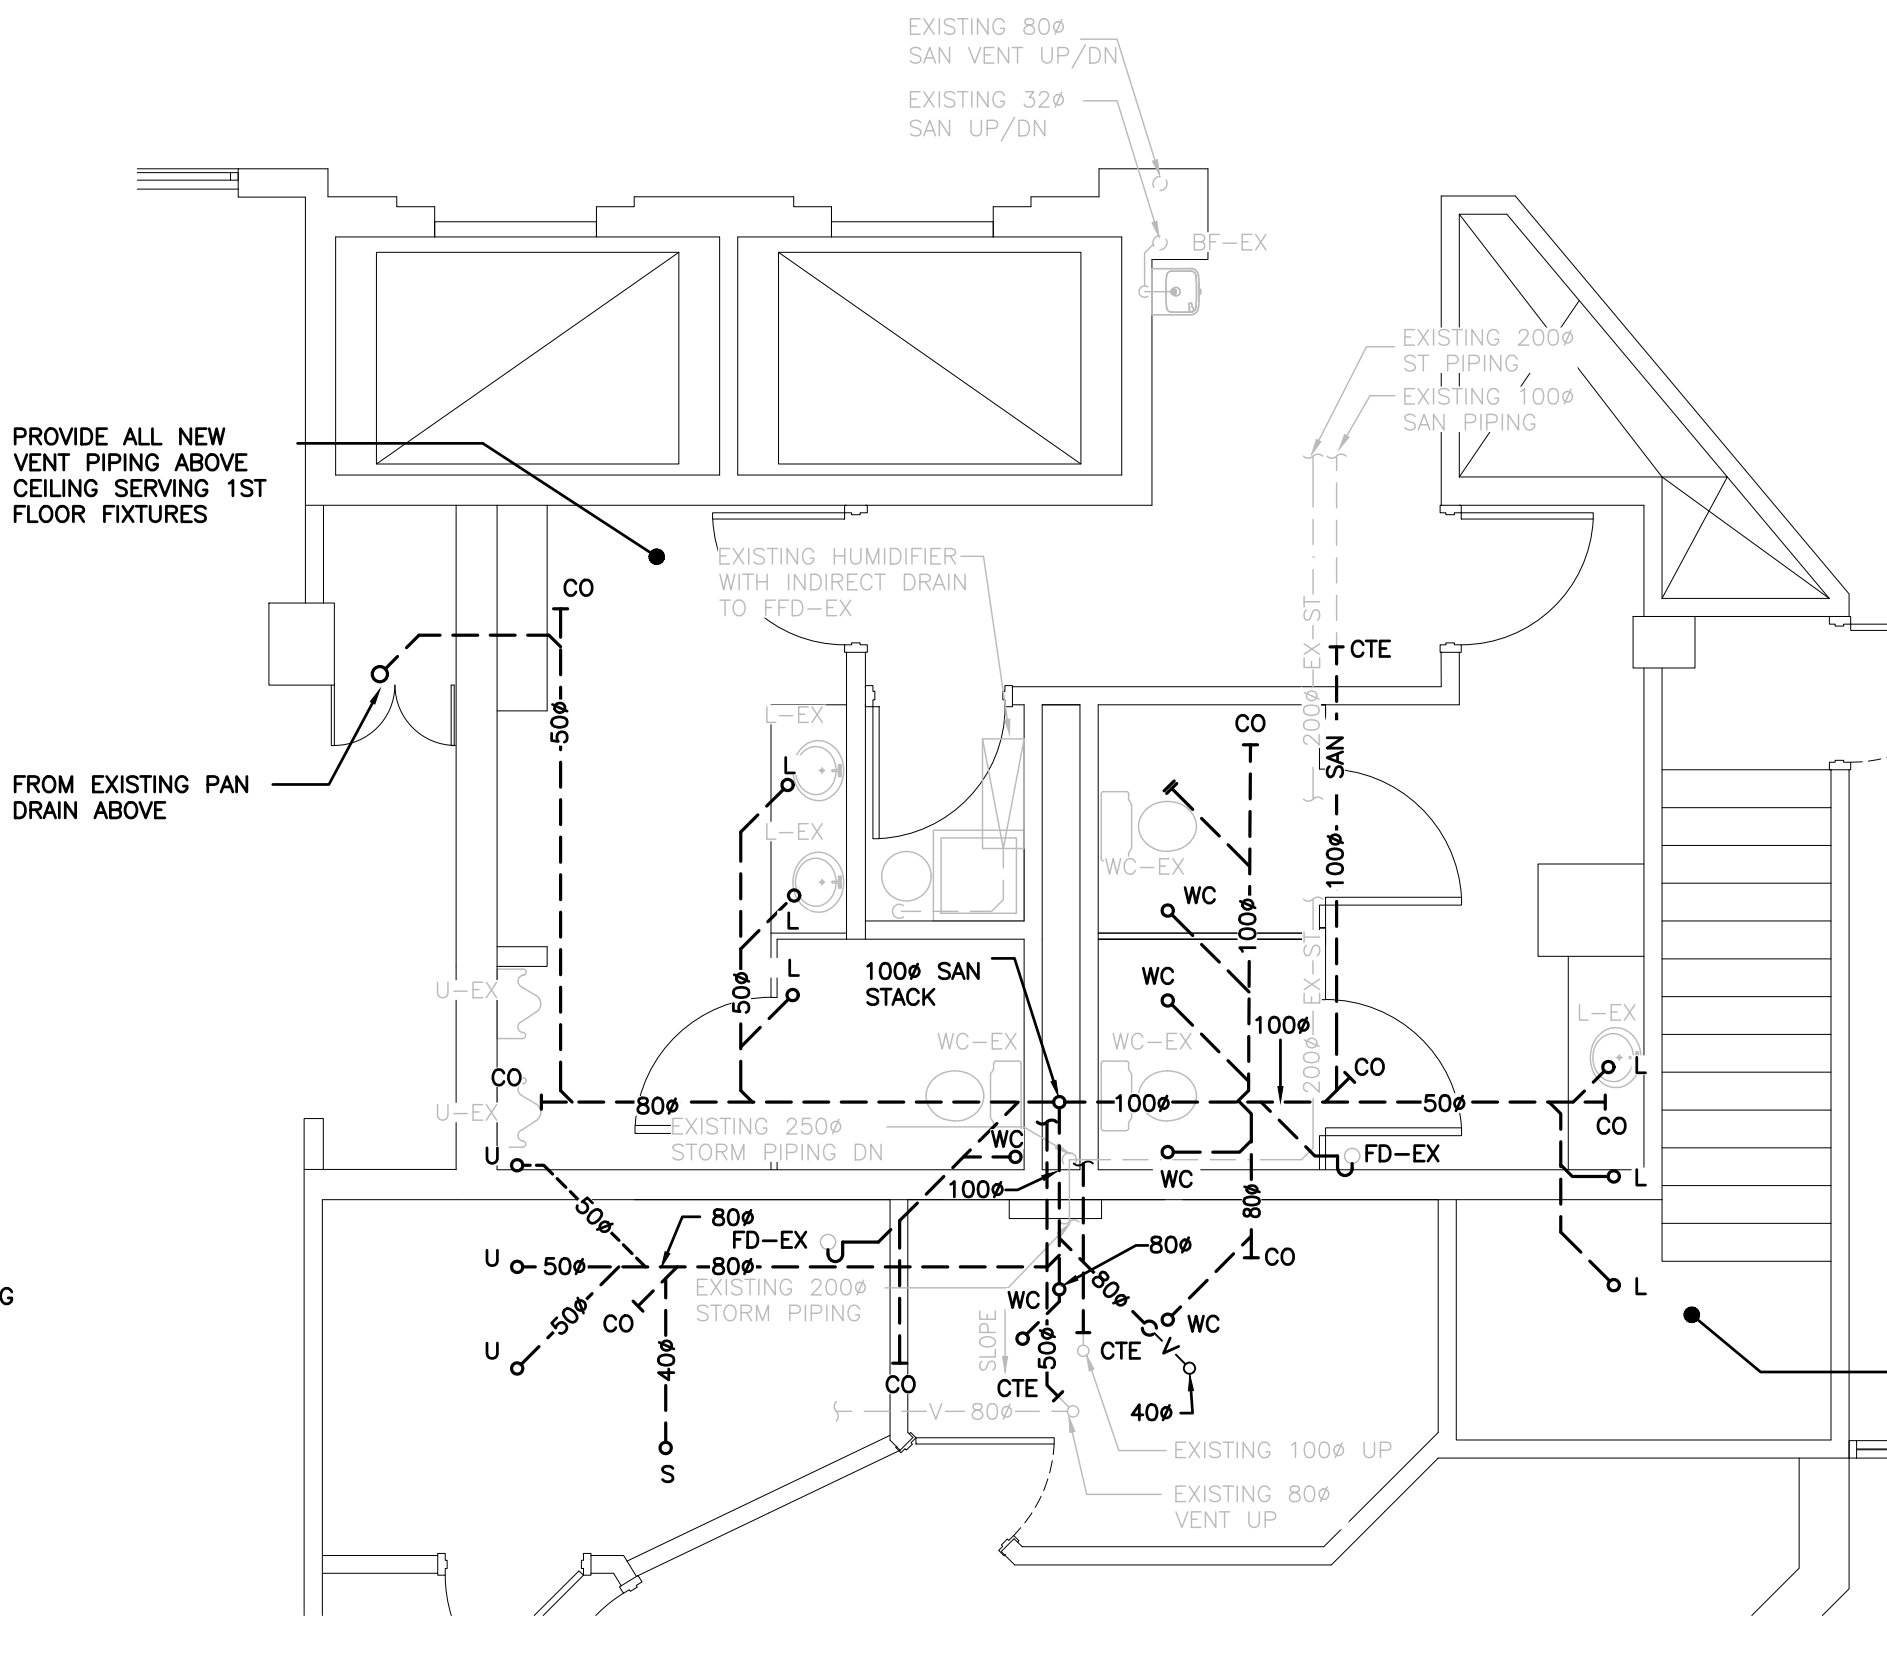 EXISTING 80ø
SAN VENT UP/DN
EXISTING 32ø
SAN UP/DN
BF-EX
EXISTING 200ø
ST PIPING
EXISTING 100ø
SAN PIPING
PROVIDE ALL NEW
VENT PIPING ABOVE
CEILING SERVING 1ST
FLOOR FIXTURES
EXISTING HUMIDIFIER
WITH INDIRECT DRAIN
TO FFD-EX
CO
CTE
200ø-EX-ST
50ø
L-EX
CO
SAN
L
FROM EXISTING PAN
DRAIN ABOVE
L-EX
100ø
WC-EX
WC
L
100ø
L
100ø SAN
STACK
WC
U-EX
50ø
200ø-EX-ST
100ø
L-EX
WC-EX
WC-EX
CO
L
CO
80ø
100ø
50ø
U-EX
EXISTING 250ø
STORM PIPING DN
CO
WC
FD-EX
U
WC
L
100ø
50ø
80ø
80ø
FD-EX
80ø
U
50ø
80ø
CO
80ø
EXISTING 200ø
STORM PIPING
L
G
50ø
CO
WC
WC
SLOPE
50ø
V
CTE
U
40ø
CO
CTE
V 80ø
40ø
EXISTING 100ø UP
S
EXISTING 80ø
VENT UP